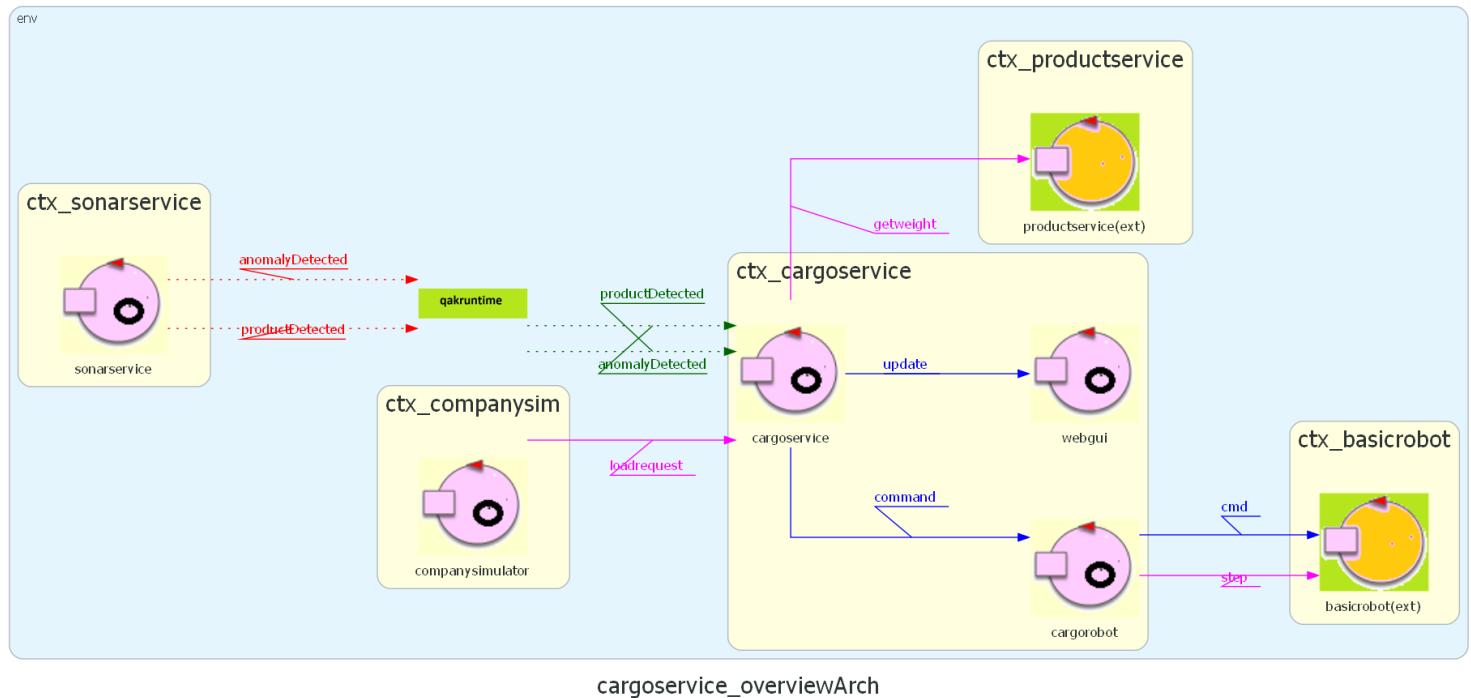 env
ctx_productservice
productservice(ext)
getweight
ctx_sonarservice
anomalyDetected
productDetected
sonarservice
qakruntime
productDetected
anomalyDetected
ctx_cargoservice
cargoservice
update
webgui
ctx_companysim
loadrequest
companysimulator
command
cargorobot
cmd
step
ctx_basicrobot
basicrobot(ext)
cargoservice_overviewArch